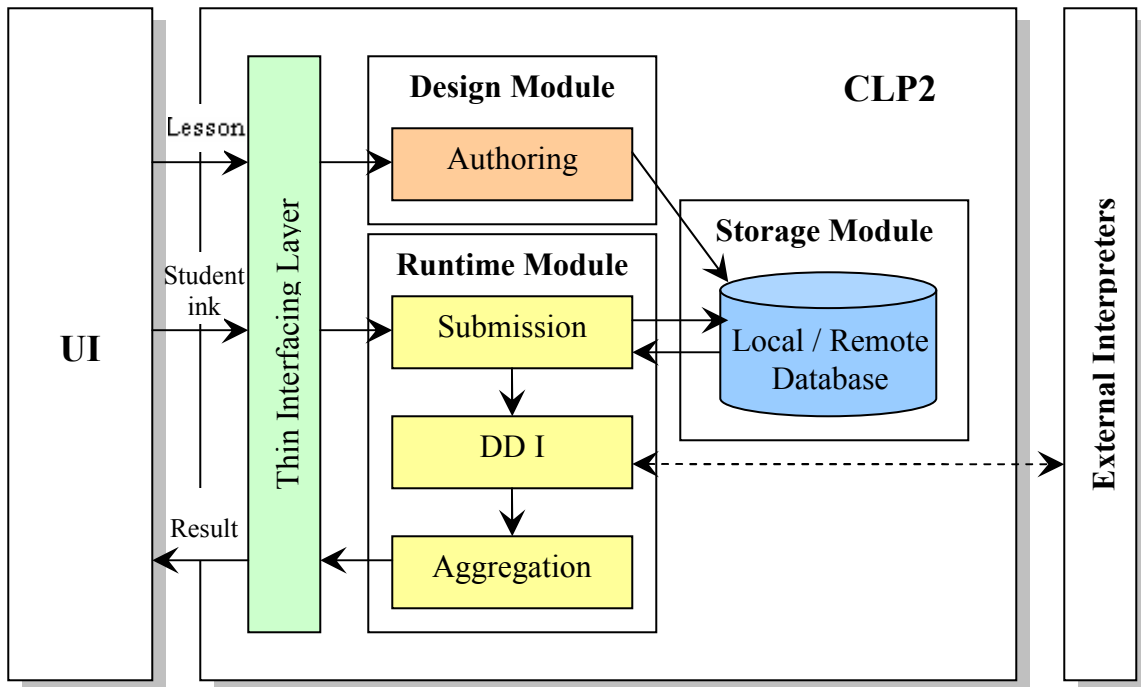 UI
Lesson
Student
ink
Result
Thin Interfacing Layer
CLP2
Design Module
Authoring
Runtime Module
Submission
DD I
Aggregation
Storage Module
Local / Remote
Database
External Interpreters